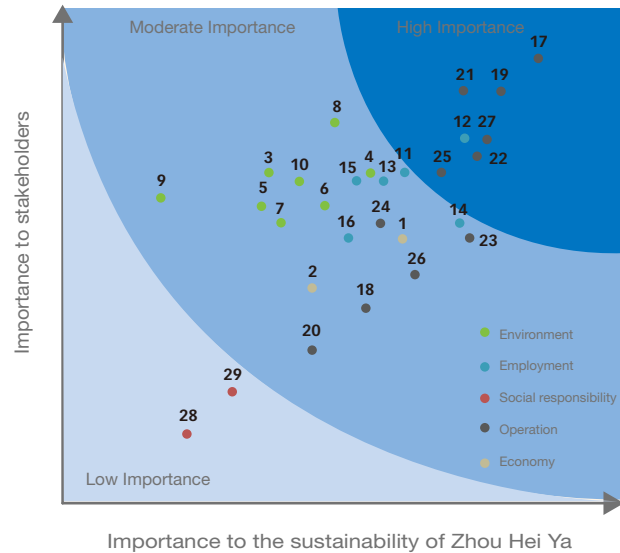 Moderate Importance
High Importance
17
21
19
8
12
27
22
3
10
15
4
13
11
25
9
5
7
6
16
24
1
14
23
2
18
26
20
29
28
Environment
Employment
Social responsibility
Operation
Economy
Low Importance
Importance to stakeholders
Importance to the sustainability of Zhou Hei Ya